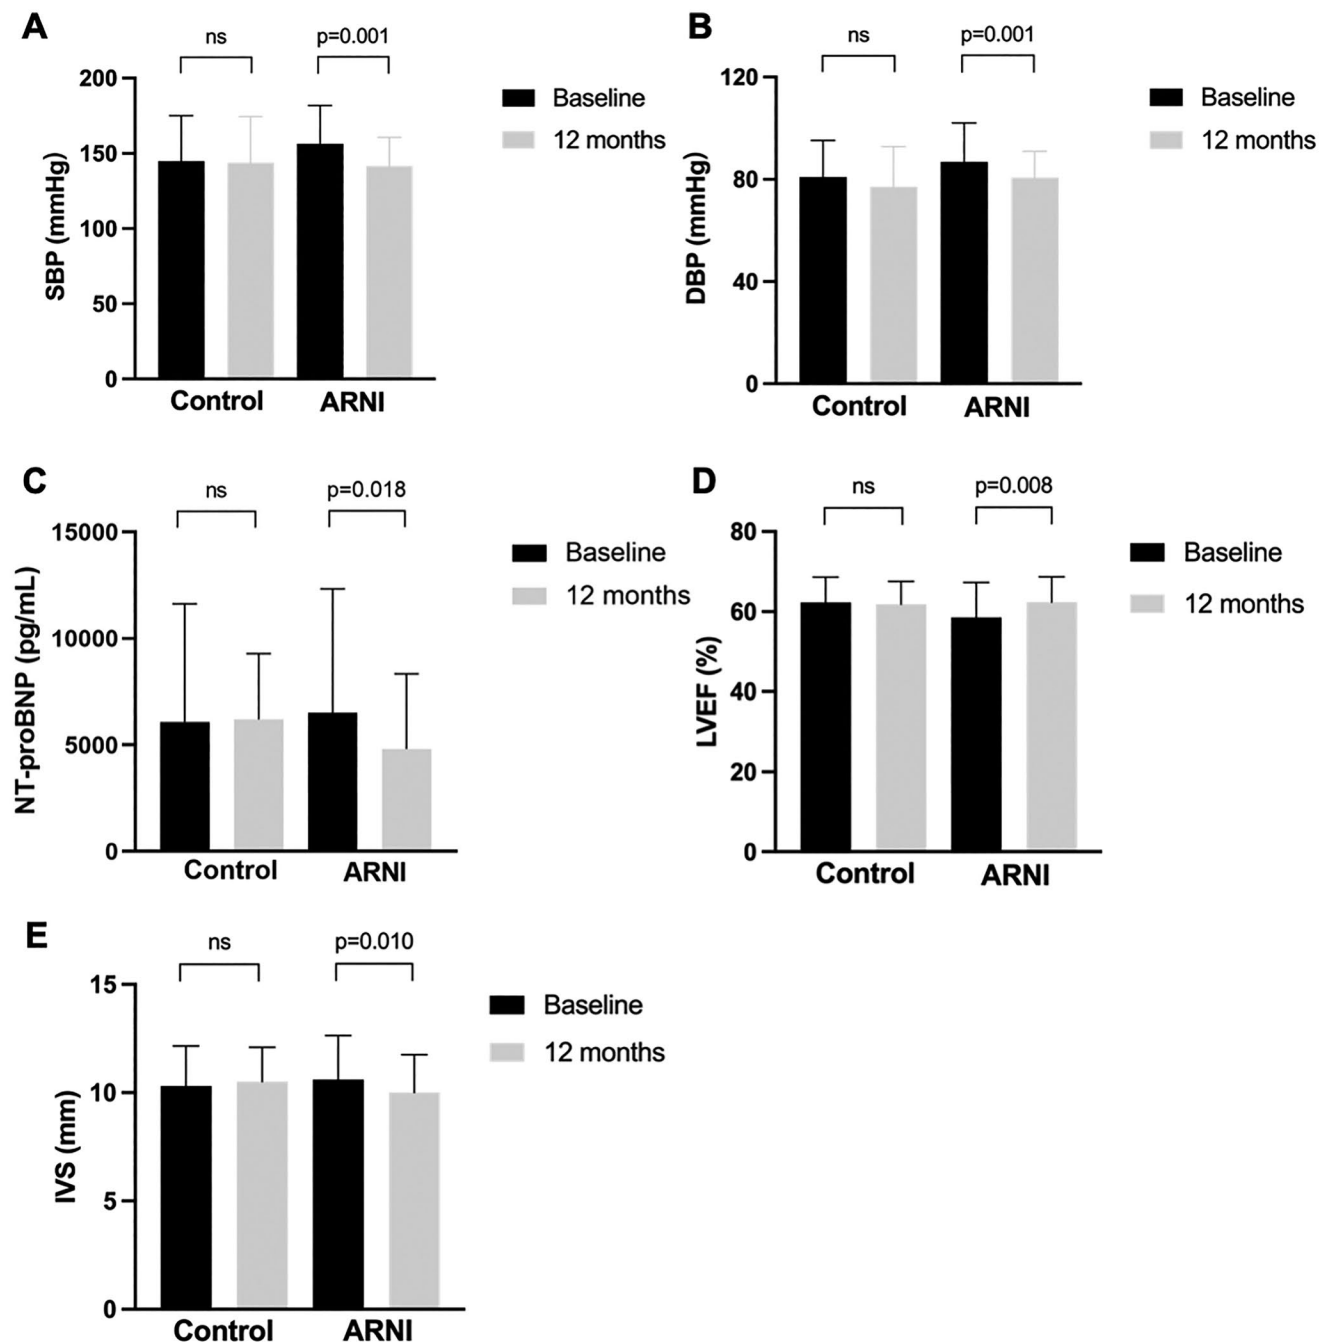 A
ns
p=0.001
200
150
100
50
0
SBP (mmHg)
Control
ARNI
Baseline
12 months
B
ns
p=0.001
120
80
40
0
DBP (mmHg)
Control
ARNI
Baseline
12 months
C
ns
p=0.018
15000
10000
5000
0
NT-proBNP (pg/mL)
Control
ARNI
Baseline
12 months
D
ns
p=0.008
80
60
40
20
0
LVEF (%)
Control
ARNI
Baseline
12 months
E
ns
p=0.010
15
10
5
0
IVS (mm)
Control
ARNI
Baseline
12 months